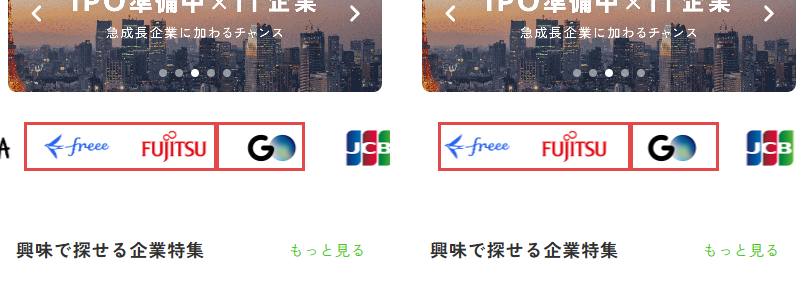 IPO準備中×IT企業
急成長企業に加わるチャンス
A
freee
FUJITSU
GO
JCB
興味で探せる企業特集
もっと見る
IPO準備中×IT企業
急成長企業に加わるチャンス
freee
FUJITSU
GO
JCB
興味で探せる企業特集
もっと見る